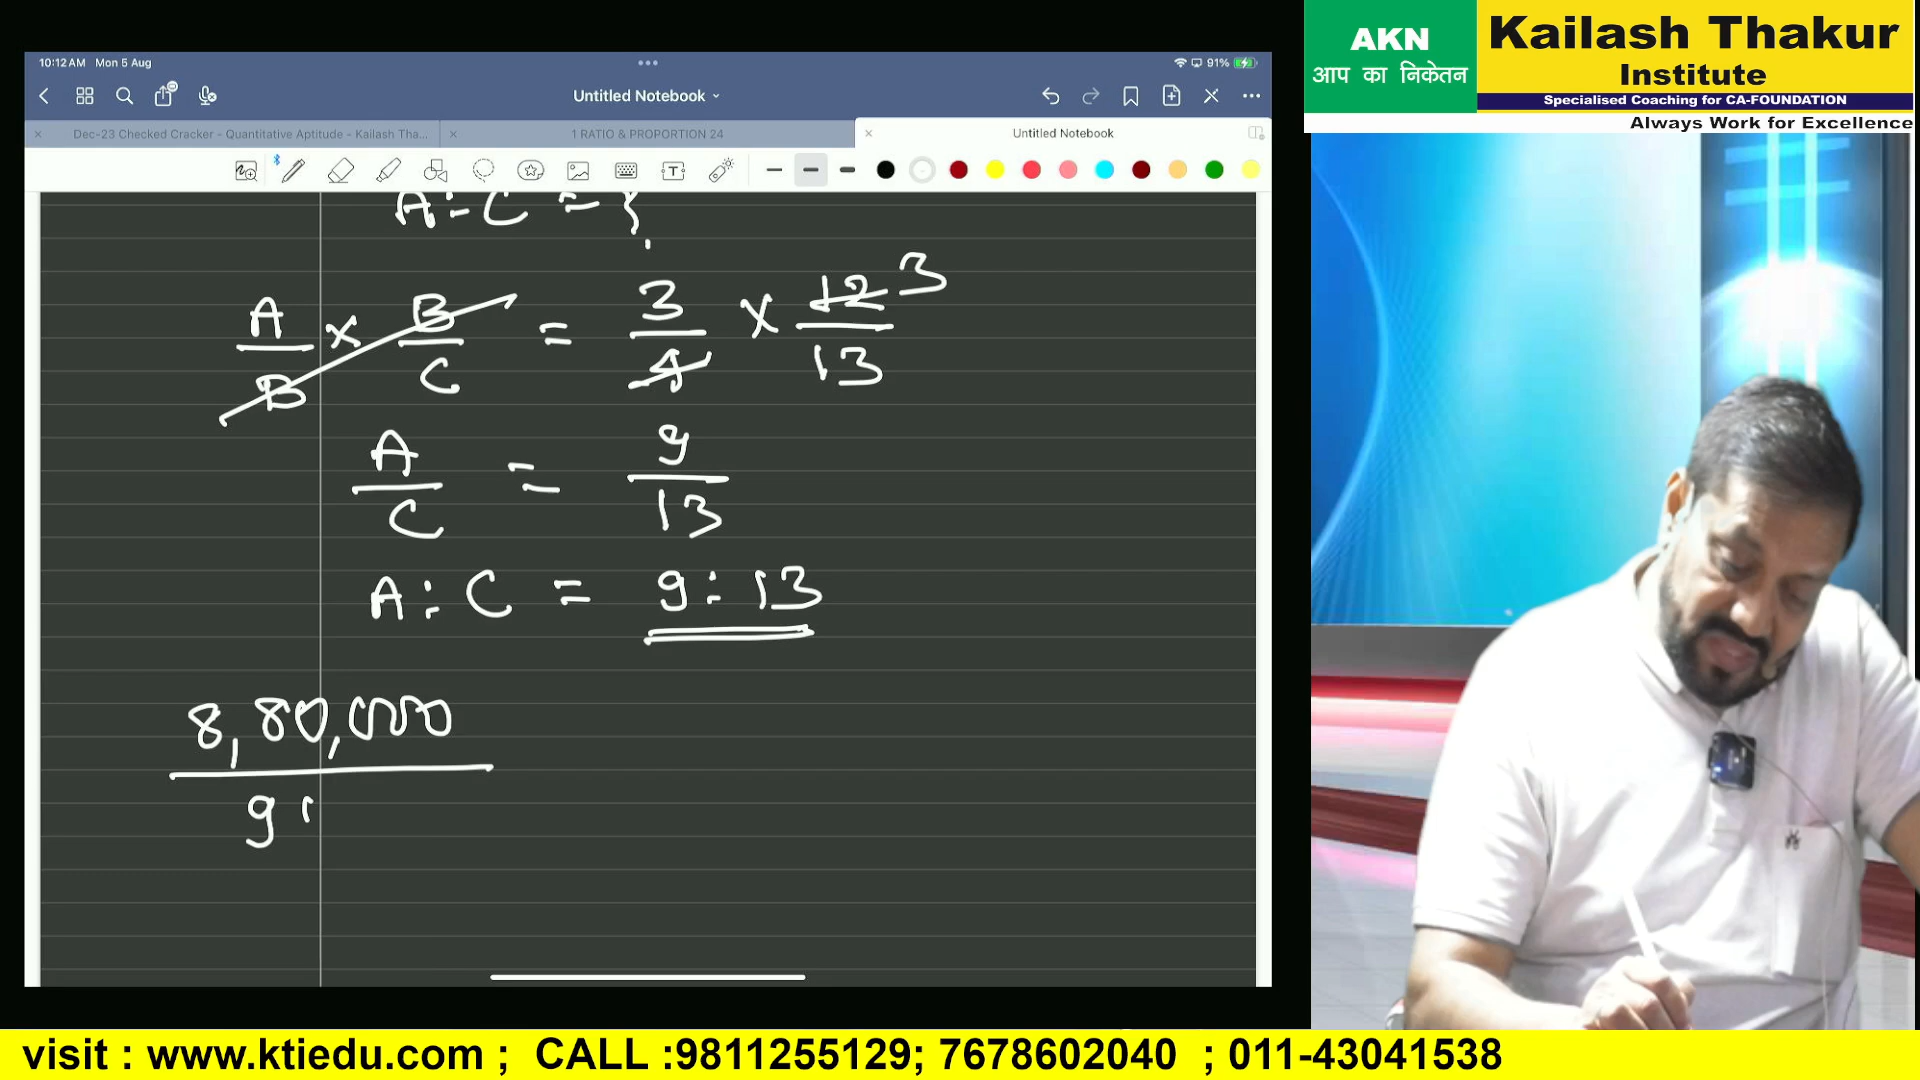 10:12 AM Mon 5 Aug
91%
Untitled Notebook
Dec-23 Checked Cracker - Quantitative Aptitude - Kailash Tha...
1 RATIO & PROPORTION 24
Untitled Notebook
T
A : C = ?
A/B × B/C = 3/4 × 12/13 3
A/C = 9/13
A : C = 9 : 13
8,80,000
9
AKN
आप का निकेतन
Kailash Thakur
Institute
Specialised Coaching for CA-FOUNDATION
Always Work for Excellence
visit : www.ktiedu.com ; CALL :9811255129; 7678602040 ; 011-43041538